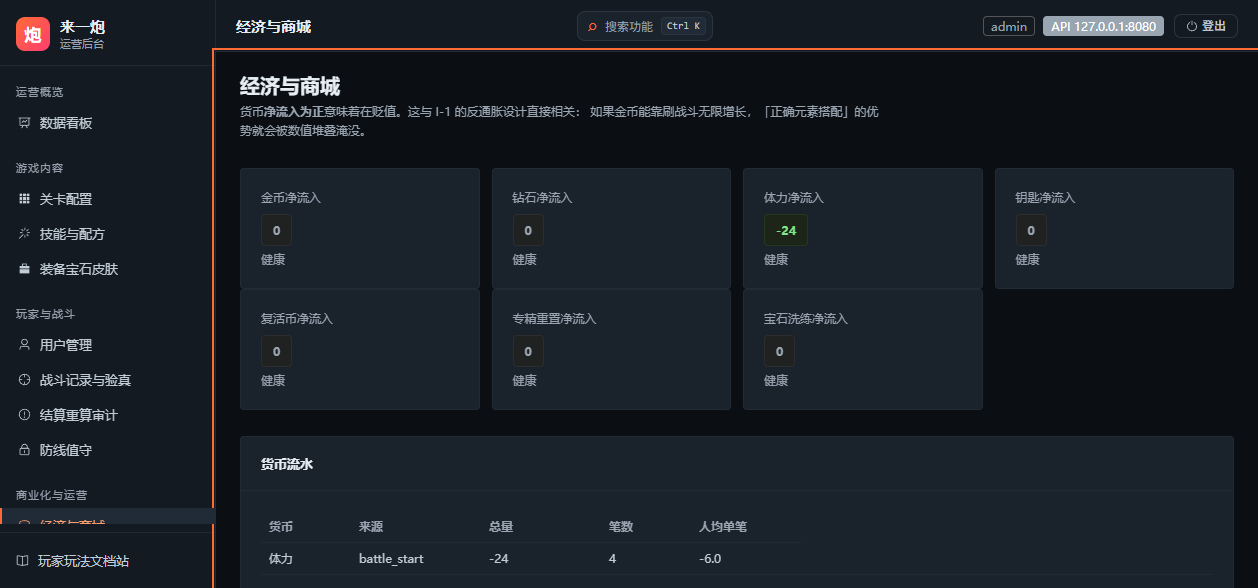 炮
来一炮
运营后台
经济与商城
搜索功能 Ctrl K
admin
API 127.0.0.1:8080
登出
运营概览
数据看板
游戏内容
关卡配置
技能与配方
装备宝石皮肤
玩家与战斗
用户管理
战斗记录与验真
结算重算审计
防线值守
商业化与运营
经济与商城
玩家玩法文档站
经济与商城
货币净流入为正意味着在贬值。这与 I-1 的反通胀设计直接相关： 如果金币能靠刷战斗无限增长，「正确元素搭配」的优
势就会被数值堆叠淹没。
金币净流入
0
健康
钻石净流入
0
健康
体力净流入
-24
健康
钥匙净流入
0
健康
复活币净流入
0
健康
专精重置净流入
0
健康
宝石洗练净流入
0
健康
货币流水
货币 来源 总量 笔数 人均单笔
体力 battle_start -24 4 -6.0